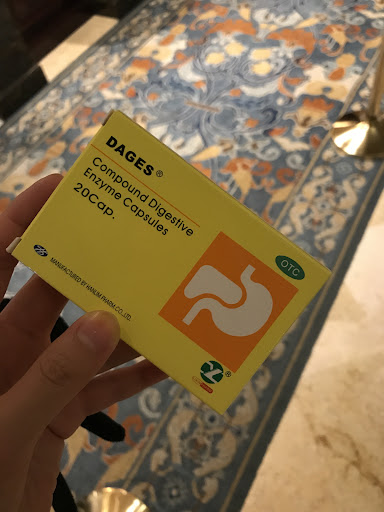 DAGES®
Compound Digestive
Enzyme Capsules
20Cap.
OTC
MANUFACTURED BY HANLIM PHARM.CO.,LTD.
®